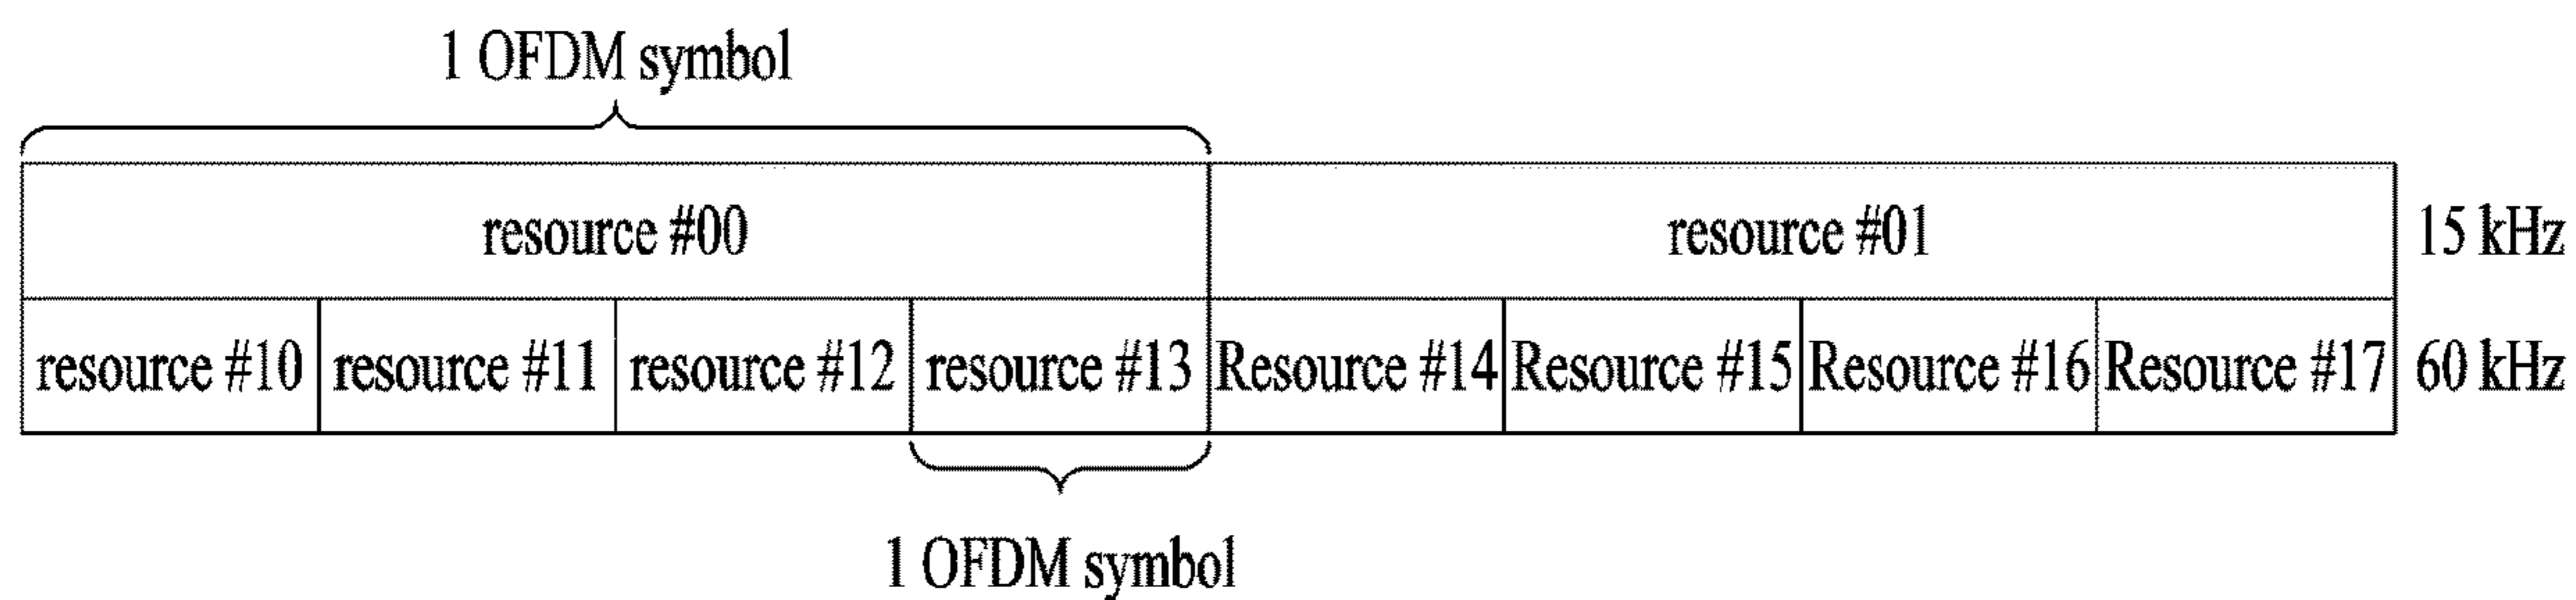 1 OFDM symbol
resource #00 resource #01 15 kHz
resource #10 resource #11 resource #12 resource #13 Resource #14 Resource #15 Resource #16 Resource #17 60 kHz
1 OFDM symbol